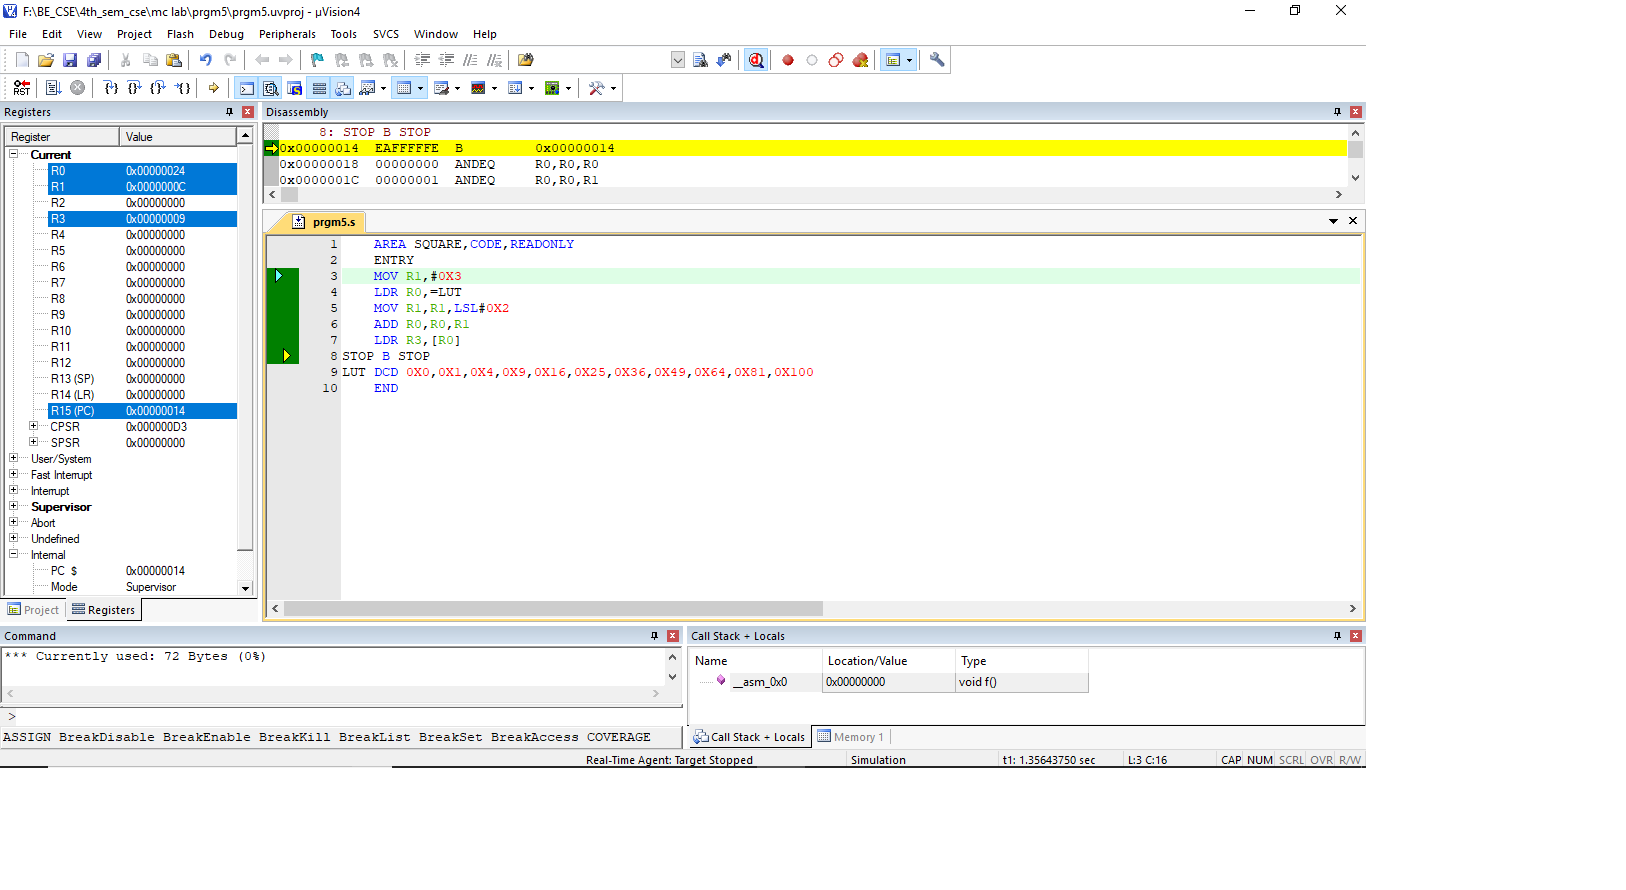 F:\BE_CSE\4th_sem_cse\mc lab\prgm5\prgm5.uvproj - µVision4
File Edit View Project Flash Debug Peripherals Tools SVCS Window Help
RST
Registers
Register Value
Current
R0 0x00000024
R1 0x0000000C
R2 0x00000000
R3 0x00000009
R4 0x00000000
R5 0x00000000
R6 0x00000000
R7 0x00000000
R8 0x00000000
R9 0x00000000
R10 0x00000000
R11 0x00000000
R12 0x00000000
R13 (SP) 0x00000000
R14 (LR) 0x00000000
R15 (PC) 0x00000014
CPSR 0x000000D3
SPSR 0x00000000
User/System
Fast Interrupt
Interrupt
Supervisor
Abort
Undefined
Internal
PC $ 0x00000014
Mode Supervisor
Project Registers
Disassembly
8: STOP B STOP
0x00000014 EAFFFFFE B 0x00000014
0x00000018 00000000 ANDEQ R0,R0,R0
0x0000001C 00000001 ANDEQ R0,R0,R1
prgm5.s
1 AREA SQUARE,CODE,READONLY
2 ENTRY
3 MOV R1,#0X3
4 LDR R0,=LUT
5 MOV R1,R1,LSL#0X2
6 ADD R0,R0,R1
7 LDR R3,[R0]
8 STOP B STOP
9 LUT DCD 0X0,0X1,0X4,0X9,0X16,0X25,0X36,0X49,0X64,0X81,0X100
10 END
Command
*** Currently used: 72 Bytes (0%)
>
ASSIGN BreakDisable BreakEnable BreakKill BreakList BreakSet BreakAccess COVERAGE
Call Stack + Locals
Name Location/Value Type
__asm_0x0 0x00000000 void f()
Call Stack + Locals Memory 1
Real-Time Agent: Target Stopped Simulation t1: 1.35643750 sec L:3 C:16 CAP NUM SCRL OVR R/W